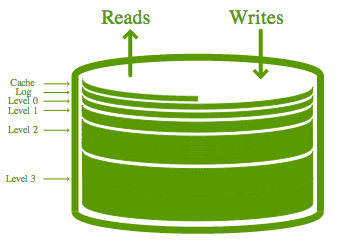 Reads Writes
Cache
Log
Level 0
Level 1
Level 2
Level 3